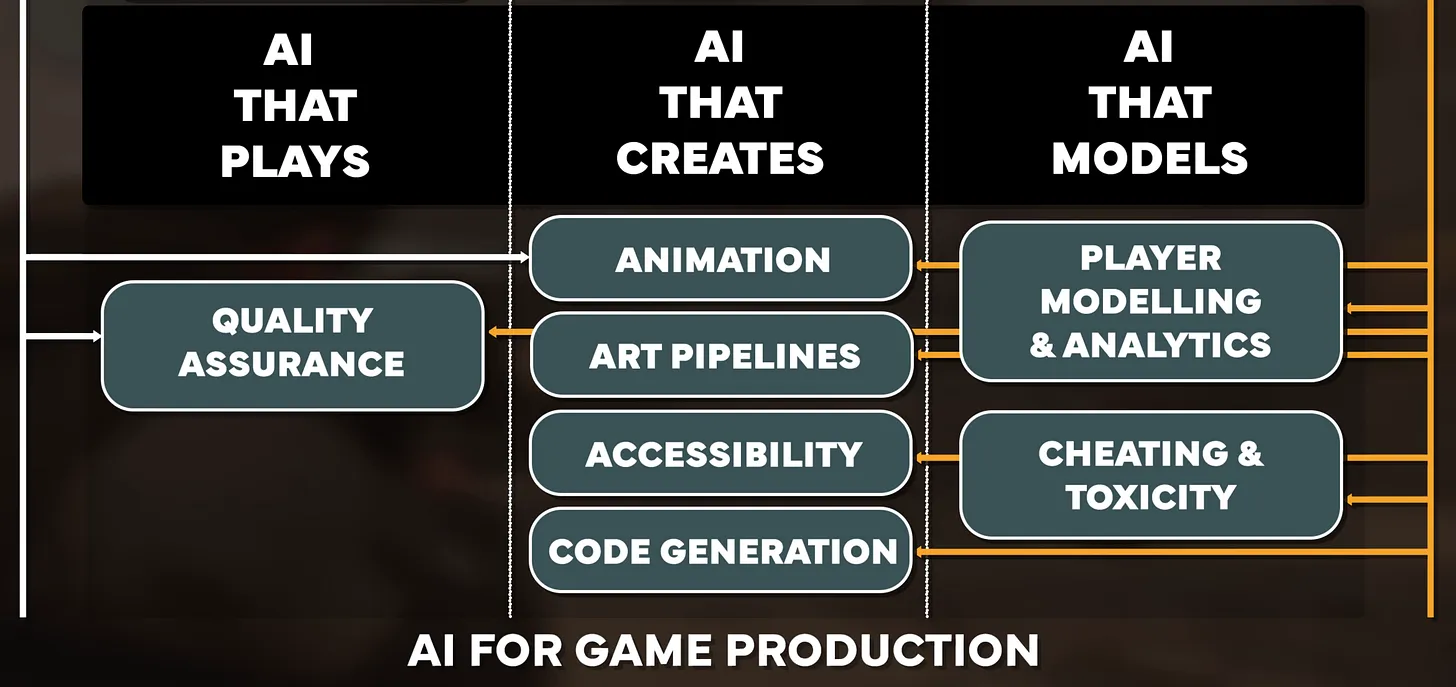 AI
THAT
PLAYS
AI
THAT
CREATES
AI
THAT
MODELS
QUALITY
ASSURANCE
ANIMATION
ART PIPELINES
ACCESSIBILITY
CODE GENERATION
PLAYER
MODELLING
& ANALYTICS
CHEATING &
TOXICITY
AI FOR GAME PRODUCTION